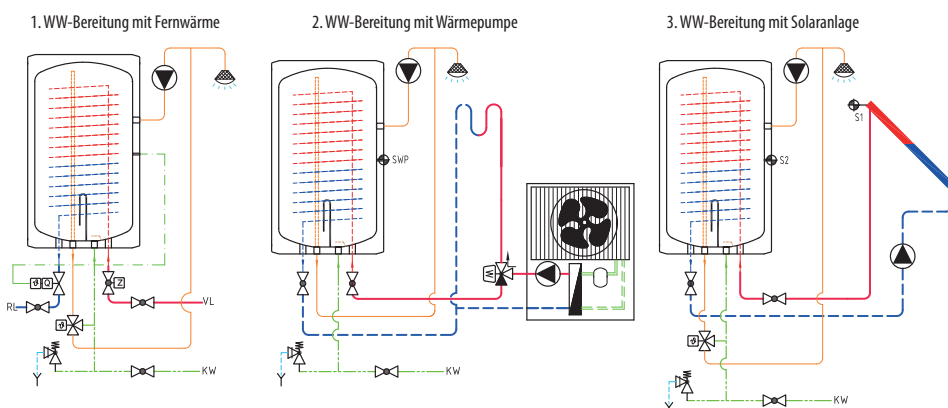 1. WW-Bereitung mit Fernwärme
2. WW-Bereitung mit Wärmepumpe
3. WW-Bereitung mit Solaranlage
S1
SWP
S2
ϑ Q
Z
W
RL
VL
ϑ
ϑ
KW
KW
KW